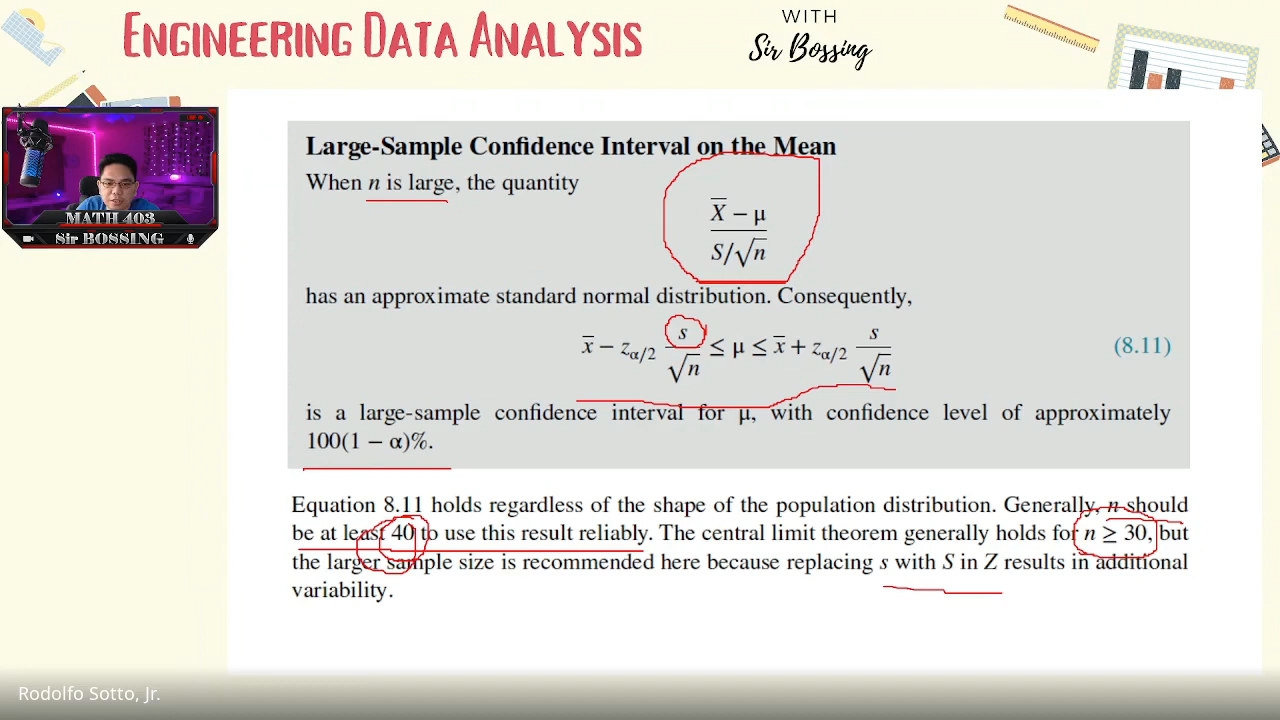 ENGINEERING DATA ANALYSIS
WITH
Sir Bossing
MATH 403
Sir BOSSING
Large-Sample Confidence Interval on the Mean
When n is large, the quantity
X̅ − μ
S/√n
has an approximate standard normal distribution. Consequently,
x̅ − z_α/2 s/√n ≤ μ ≤ x̅ + z_α/2 s/√n (8.11)
is a large-sample confidence interval for μ, with confidence level of approximately
100(1 − α)%.
Equation 8.11 holds regardless of the shape of the population distribution. Generally, n should
be at least 40 to use this result reliably. The central limit theorem generally holds for n ≥ 30, but
the larger sample size is recommended here because replacing s with S in Z results in additional
variability.
Rodolfo Sotto, Jr.